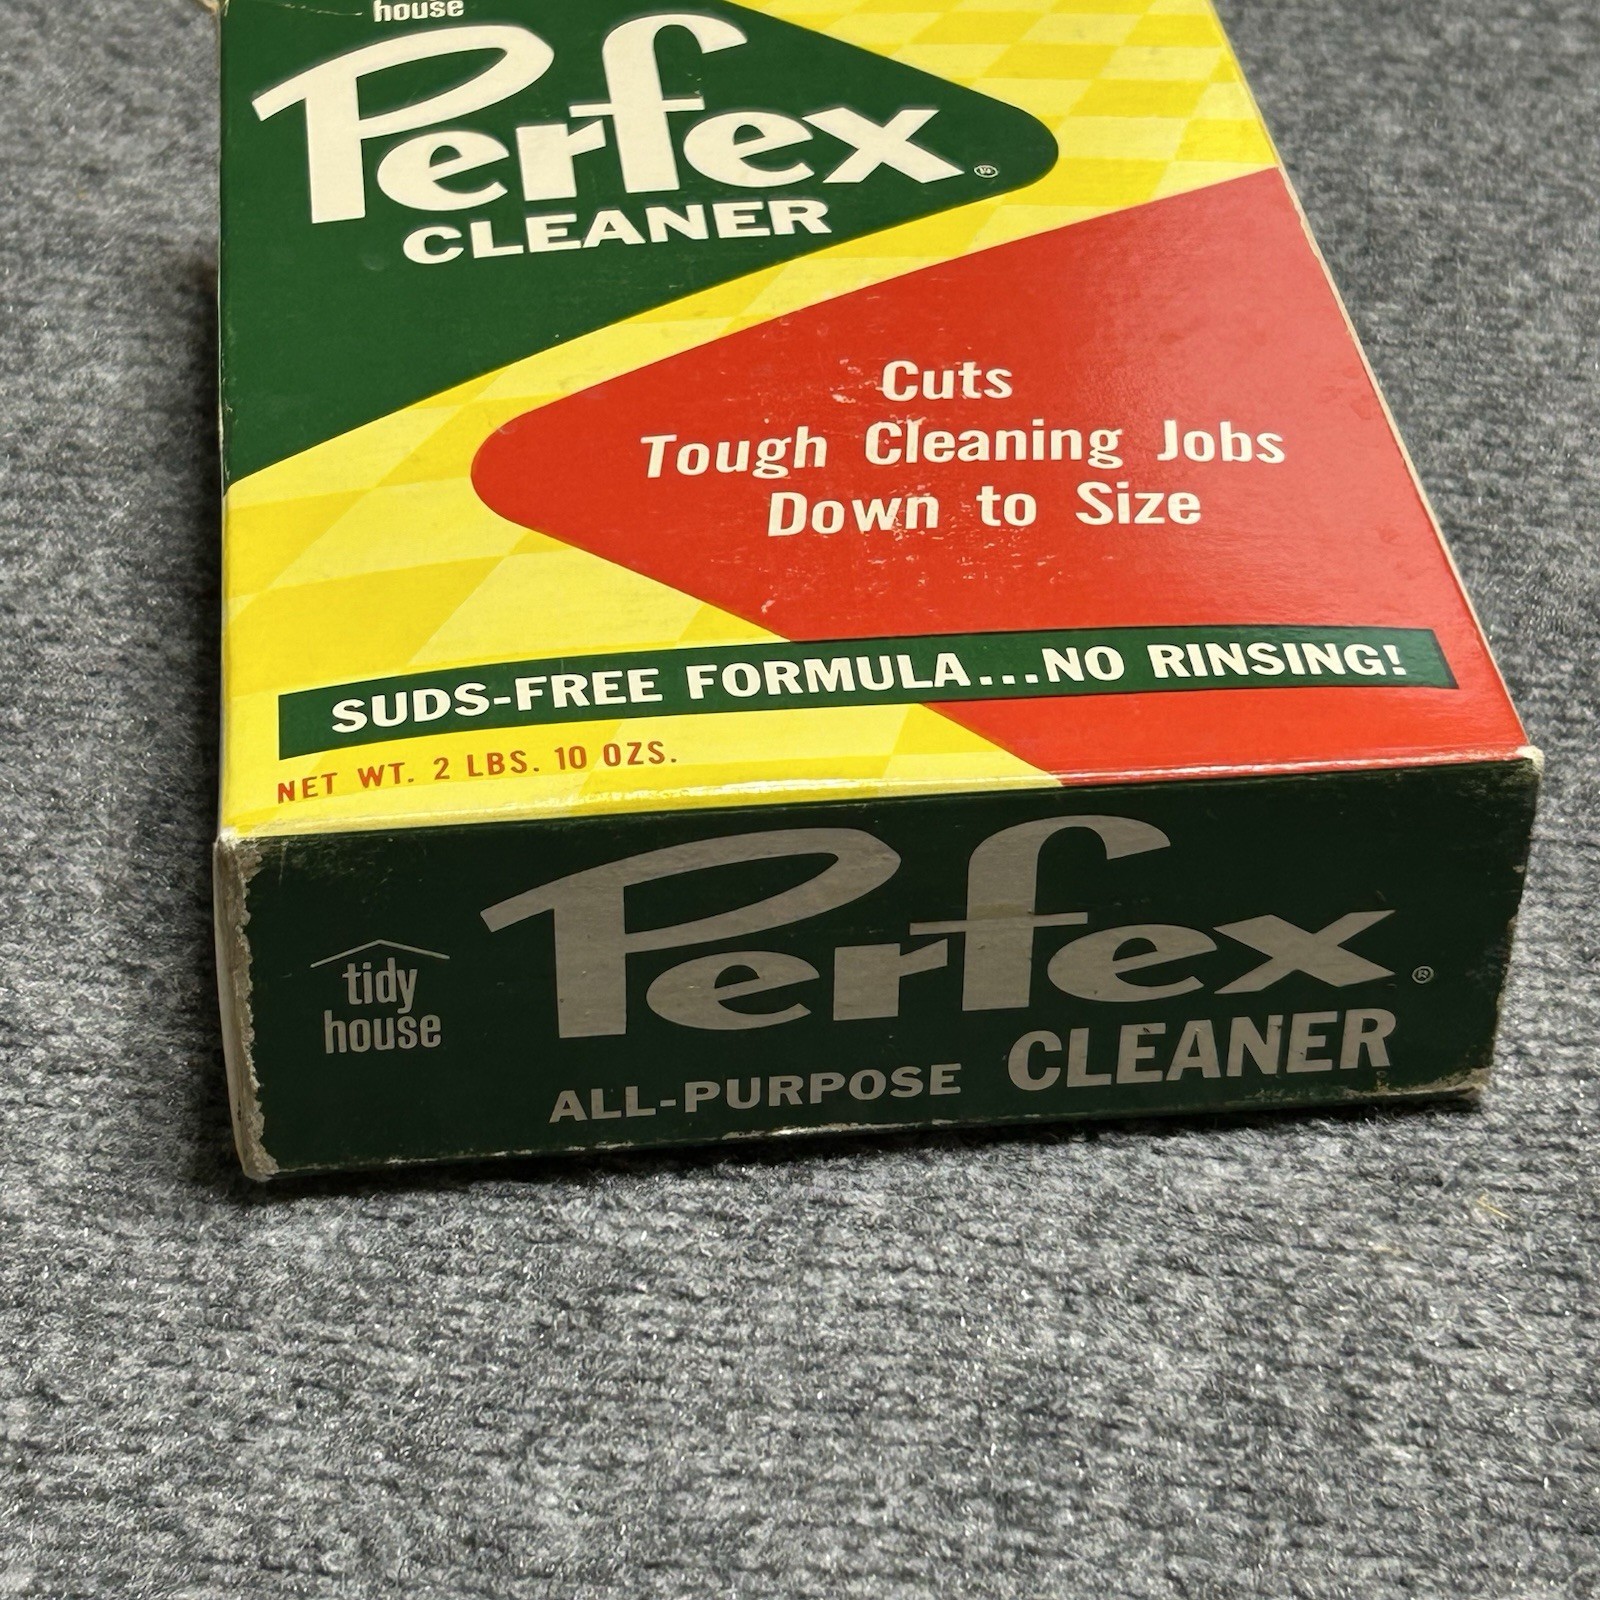 house
Perfex®
CLEANER
Cuts
Tough Cleaning Jobs
Down to Size
SUDS-FREE FORMULA...NO RINSING!
NET WT. 2 LBS. 10 OZS.
tidy
house
Perfex®
ALL-PURPOSE CLEANER